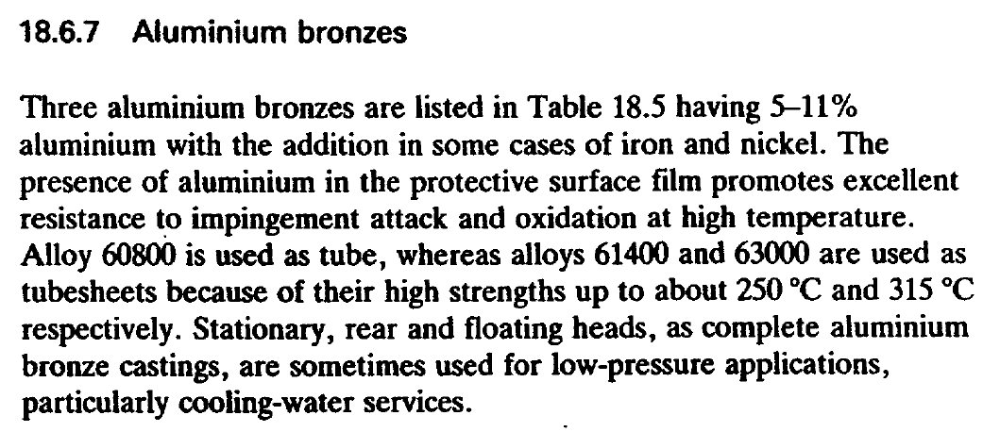 18.6.7 Aluminium bronzes
Three aluminium bronzes are listed in Table 18.5 having 5–11%
aluminium with the addition in some cases of iron and nickel. The
presence of aluminium in the protective surface film promotes excellent
resistance to impingement attack and oxidation at high temperature.
Alloy 60800 is used as tube, whereas alloys 61400 and 63000 are used as
tubesheets because of their high strengths up to about 250 °C and 315 °C
respectively. Stationary, rear and floating heads, as complete aluminium
bronze castings, are sometimes used for low-pressure applications,
particularly cooling-water services.